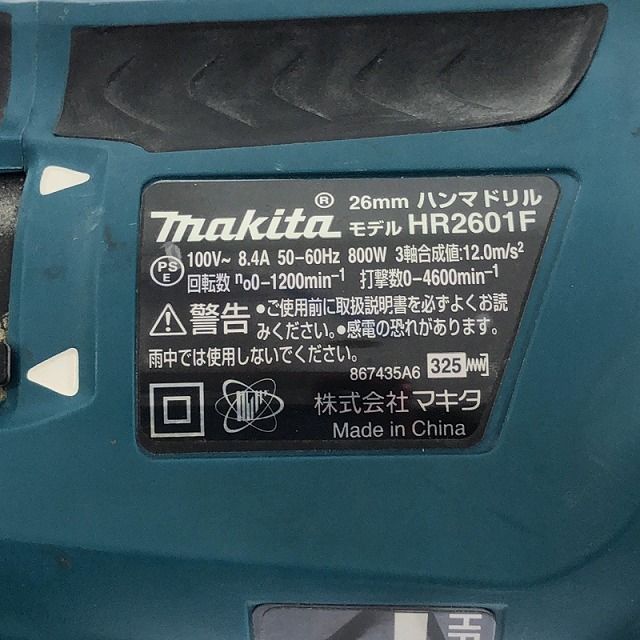 makita® 26mm ハンマドリル
モデル HR2601F
100V~ 8.4A 50-60Hz 800W 3軸合成値:12.0m/s²
PS
E
回転数 n₀0-1200min⁻¹ 打撃数0-4600min⁻¹
警告 •ご使用前に取扱説明書を必ずよくお読
みください。•感電の恐れがあります。
雨中では使用しないでください。
867435A6 325
株式会社 マキタ
Made in China
HR